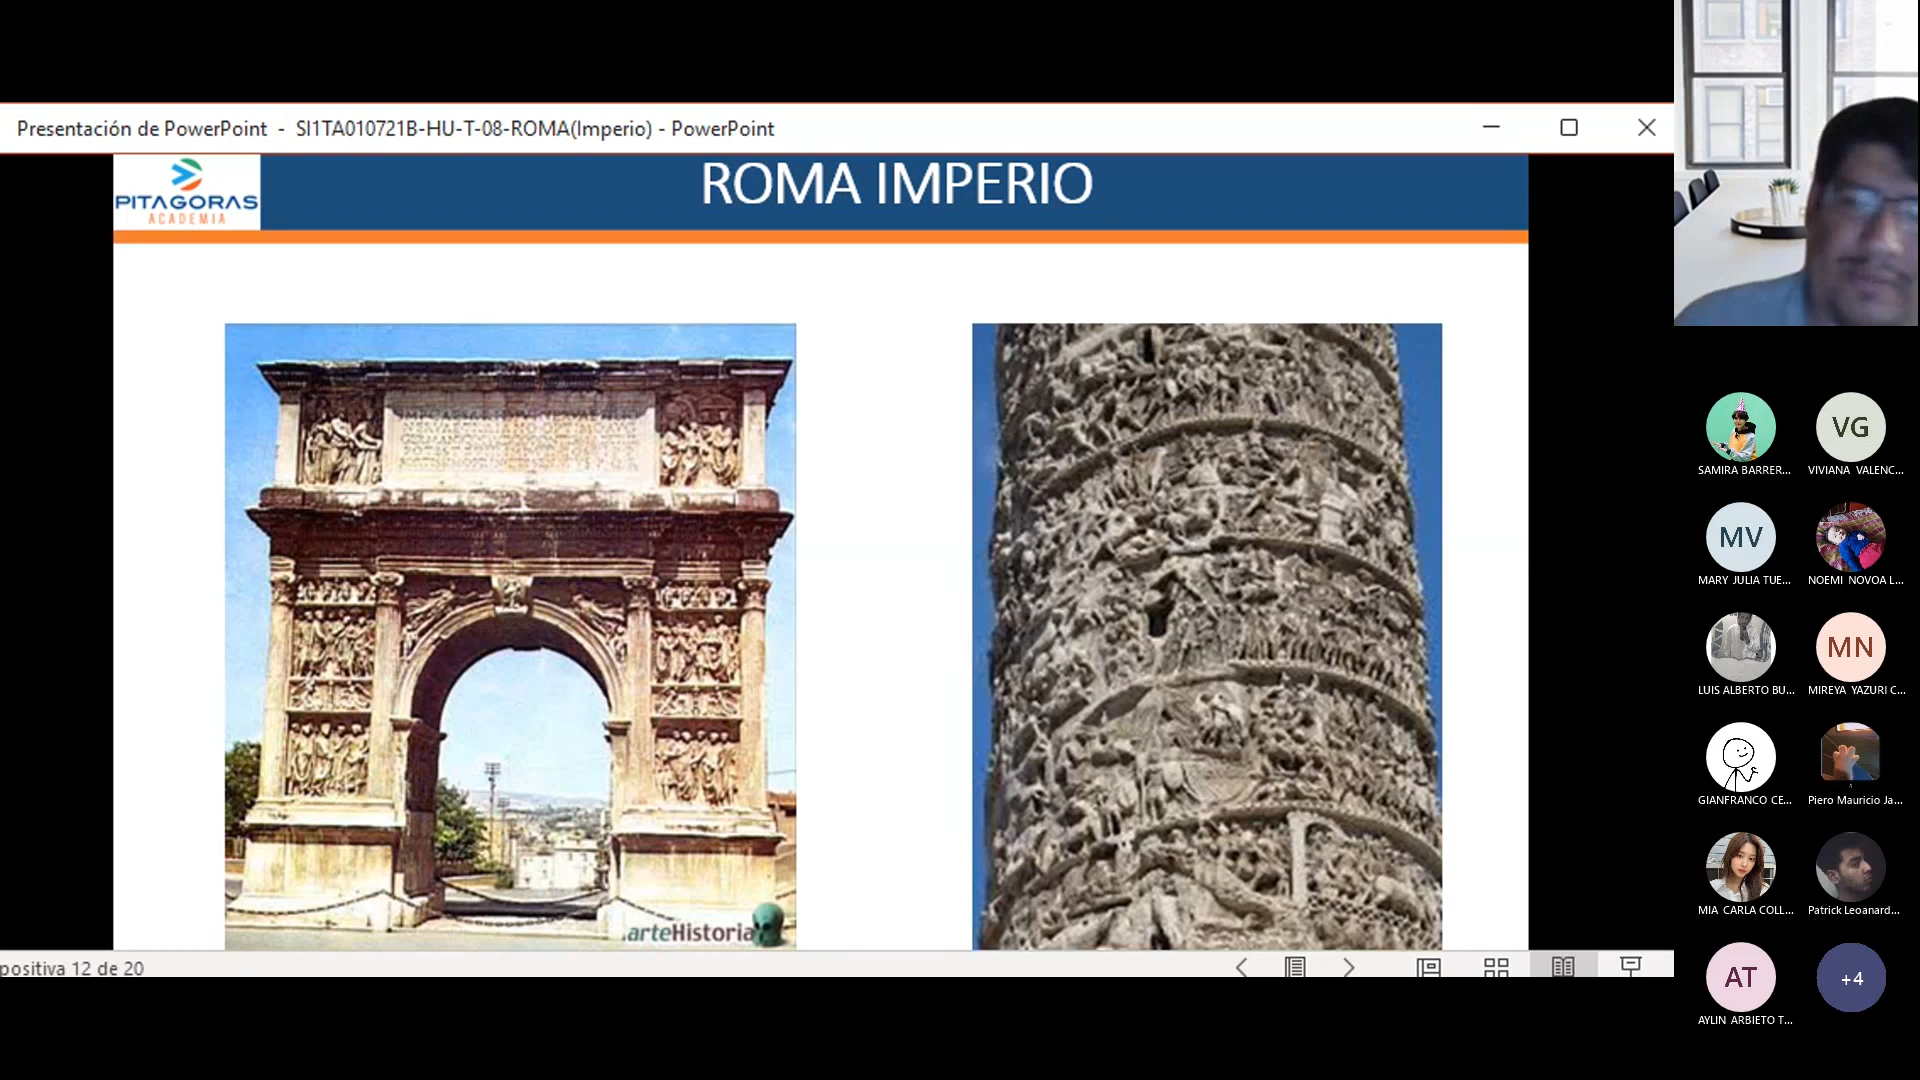 Presentación de PowerPoint - SI1TA010721B-HU-T-08-ROMA(Imperio) - PowerPoint
PITAGORAS
ACADEMIA
ROMA IMPERIO
arteHistoria
positiva 12 de 20
SAMIRA BARRER...
VG
VIVIANA VALENC...
MV
MARY JULIA TUE...
NOEMI NOVOA L...
LUIS ALBERTO BU...
MN
MIREYA YAZURI C...
GIANFRANCO CE...
Piero Mauricio Ja...
MIA CARLA COLL...
Patrick Leoanard...
AT
AYLIN ARBIETO T...
+4